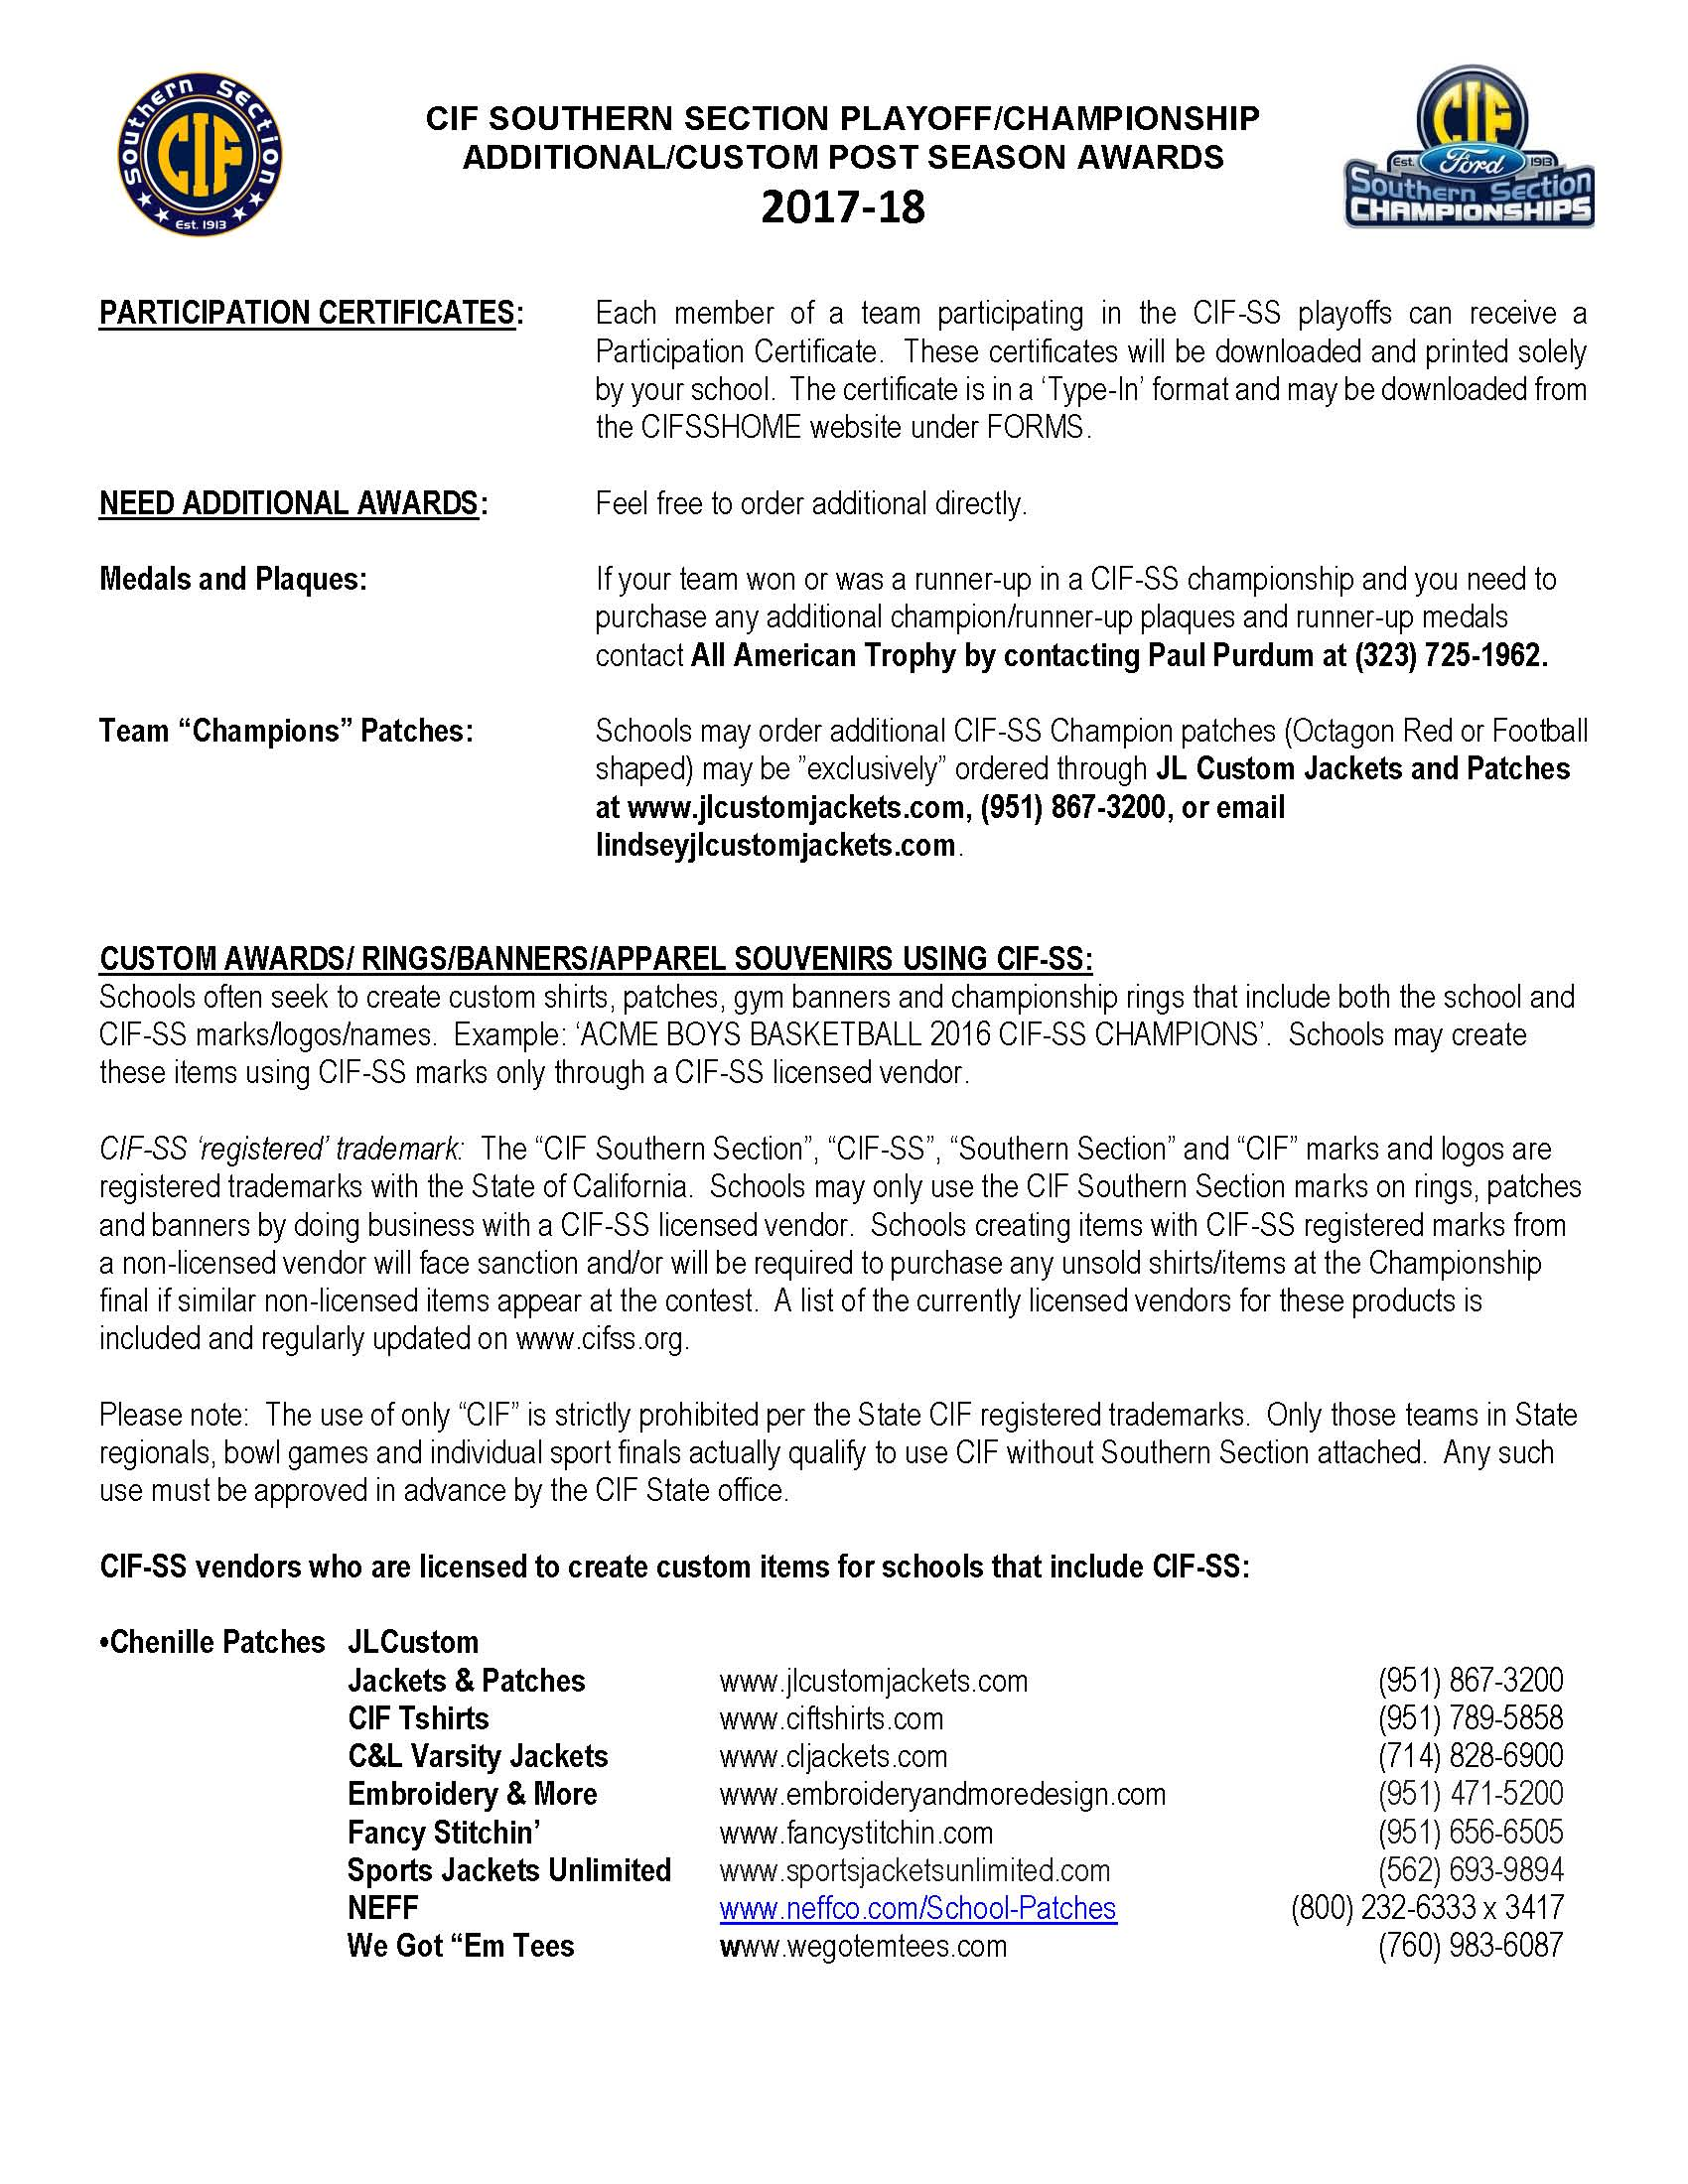 Southern Section
CIF
Est. 1913
CIF SOUTHERN SECTION PLAYOFF/CHAMPIONSHIP
ADDITIONAL/CUSTOM POST SEASON AWARDS
2017-18
CIF
Est. Ford 1913
Southern Section
CHAMPIONSHIPS
PARTICIPATION CERTIFICATES: Each member of a team participating in the CIF-SS playoffs can receive a
Participation Certificate. These certificates will be downloaded and printed solely
by your school. The certificate is in a ‘Type-In’ format and may be downloaded from
the CIFSSHOME website under FORMS.
NEED ADDITIONAL AWARDS: Feel free to order additional directly.
Medals and Plaques: If your team won or was a runner-up in a CIF-SS championship and you need to
purchase any additional champion/runner-up plaques and runner-up medals
contact All American Trophy by contacting Paul Purdum at (323) 725-1962.
Team “Champions” Patches: Schools may order additional CIF-SS Champion patches (Octagon Red or Football
shaped) may be ”exclusively” ordered through JL Custom Jackets and Patches
at www.jlcustomjackets.com, (951) 867-3200, or email
lindseyjlcustomjackets.com.
CUSTOM AWARDS/ RINGS/BANNERS/APPAREL SOUVENIRS USING CIF-SS:
Schools often seek to create custom shirts, patches, gym banners and championship rings that include both the school and
CIF-SS marks/logos/names. Example: ‘ACME BOYS BASKETBALL 2016 CIF-SS CHAMPIONS’. Schools may create
these items using CIF-SS marks only through a CIF-SS licensed vendor.
CIF-SS ‘registered’ trademark: The “CIF Southern Section”, “CIF-SS”, “Southern Section” and “CIF” marks and logos are
registered trademarks with the State of California. Schools may only use the CIF Southern Section marks on rings, patches
and banners by doing business with a CIF-SS licensed vendor. Schools creating items with CIF-SS registered marks from
a non-licensed vendor will face sanction and/or will be required to purchase any unsold shirts/items at the Championship
final if similar non-licensed items appear at the contest. A list of the currently licensed vendors for these products is
included and regularly updated on www.cifss.org.
Please note: The use of only “CIF” is strictly prohibited per the State CIF registered trademarks. Only those teams in State
regionals, bowl games and individual sport finals actually qualify to use CIF without Southern Section attached. Any such
use must be approved in advance by the CIF State office.
CIF-SS vendors who are licensed to create custom items for schools that include CIF-SS:
•Chenille Patches JLCustom
Jackets & Patches www.jlcustomjackets.com (951) 867-3200
CIF Tshirts www.ciftshirts.com (951) 789-5858
C&L Varsity Jackets www.cljackets.com (714) 828-6900
Embroidery & More www.embroideryandmoredesign.com (951) 471-5200
Fancy Stitchin’ www.fancystitchin.com (951) 656-6505
Sports Jackets Unlimited www.sportsjacketsunlimited.com (562) 693-9894
NEFF www.neffco.com/School-Patches (800) 232-6333 x 3417
We Got “Em Tees www.wegotemtees.com (760) 983-6087